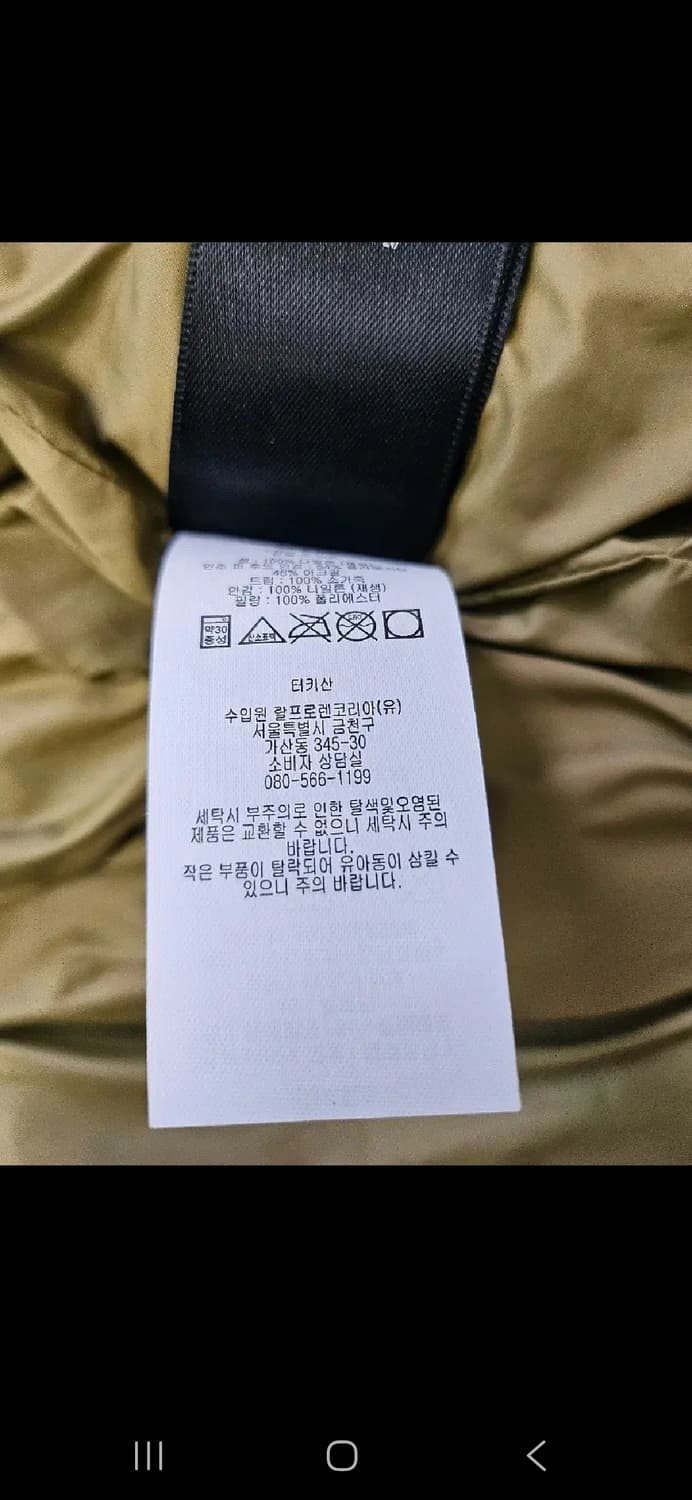 46% 아크릴
트림 : 100% 소가죽
안감 : 100% 나일론 (재생)
필링 : 100% 폴리에스터
약30
중성
산소표백
터키산
수입원 랄프로렌코리아(유)
서울특별시 금천구
가산동 345-30
소비자 상담실
080-566-1199
세탁시 부주의로 인한 탈색및오염된
제품은 교환할 수 없으니 세탁시 주의
바랍니다.
작은 부품이 탈락되어 유아동이 삼킬 수
있으니 주의 바랍니다.